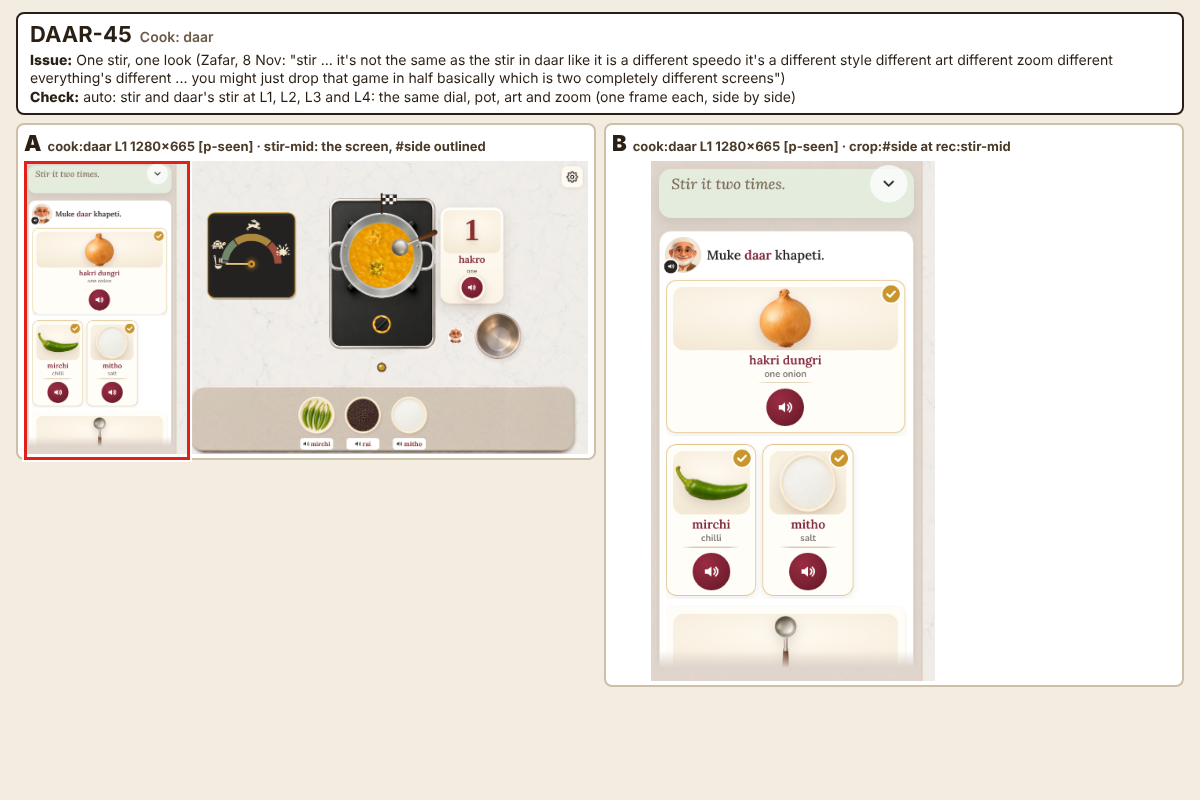 DAAR-45 Cook: daar
Issue: One stir, one look (Zafar, 8 Nov: "stir ... it's not the same as the stir in daar like it is a different speedo it's a different style different art different zoom different
everything's different ... you might just drop that game in half basically which is two completely different screens")
Check: auto: stir and daar's stir at L1, L2, L3 and L4: the same dial, pot, art and zoom (one frame each, side by side)
A cook:daar L1 1280×665 [p-seen] · stir-mid: the screen, #side outlined
Stir it two times.
Muke daar khapeti.
hakri dungri
one onion
mirchi
chilli
mitho
salt
1
hakro
one
mirchi
rai
mitho
B cook:daar L1 1280×665 [p-seen] · crop:#side at rec:stir-mid
Stir it two times.
Muke daar khapeti.
hakri dungri
one onion
mirchi
chilli
mitho
salt